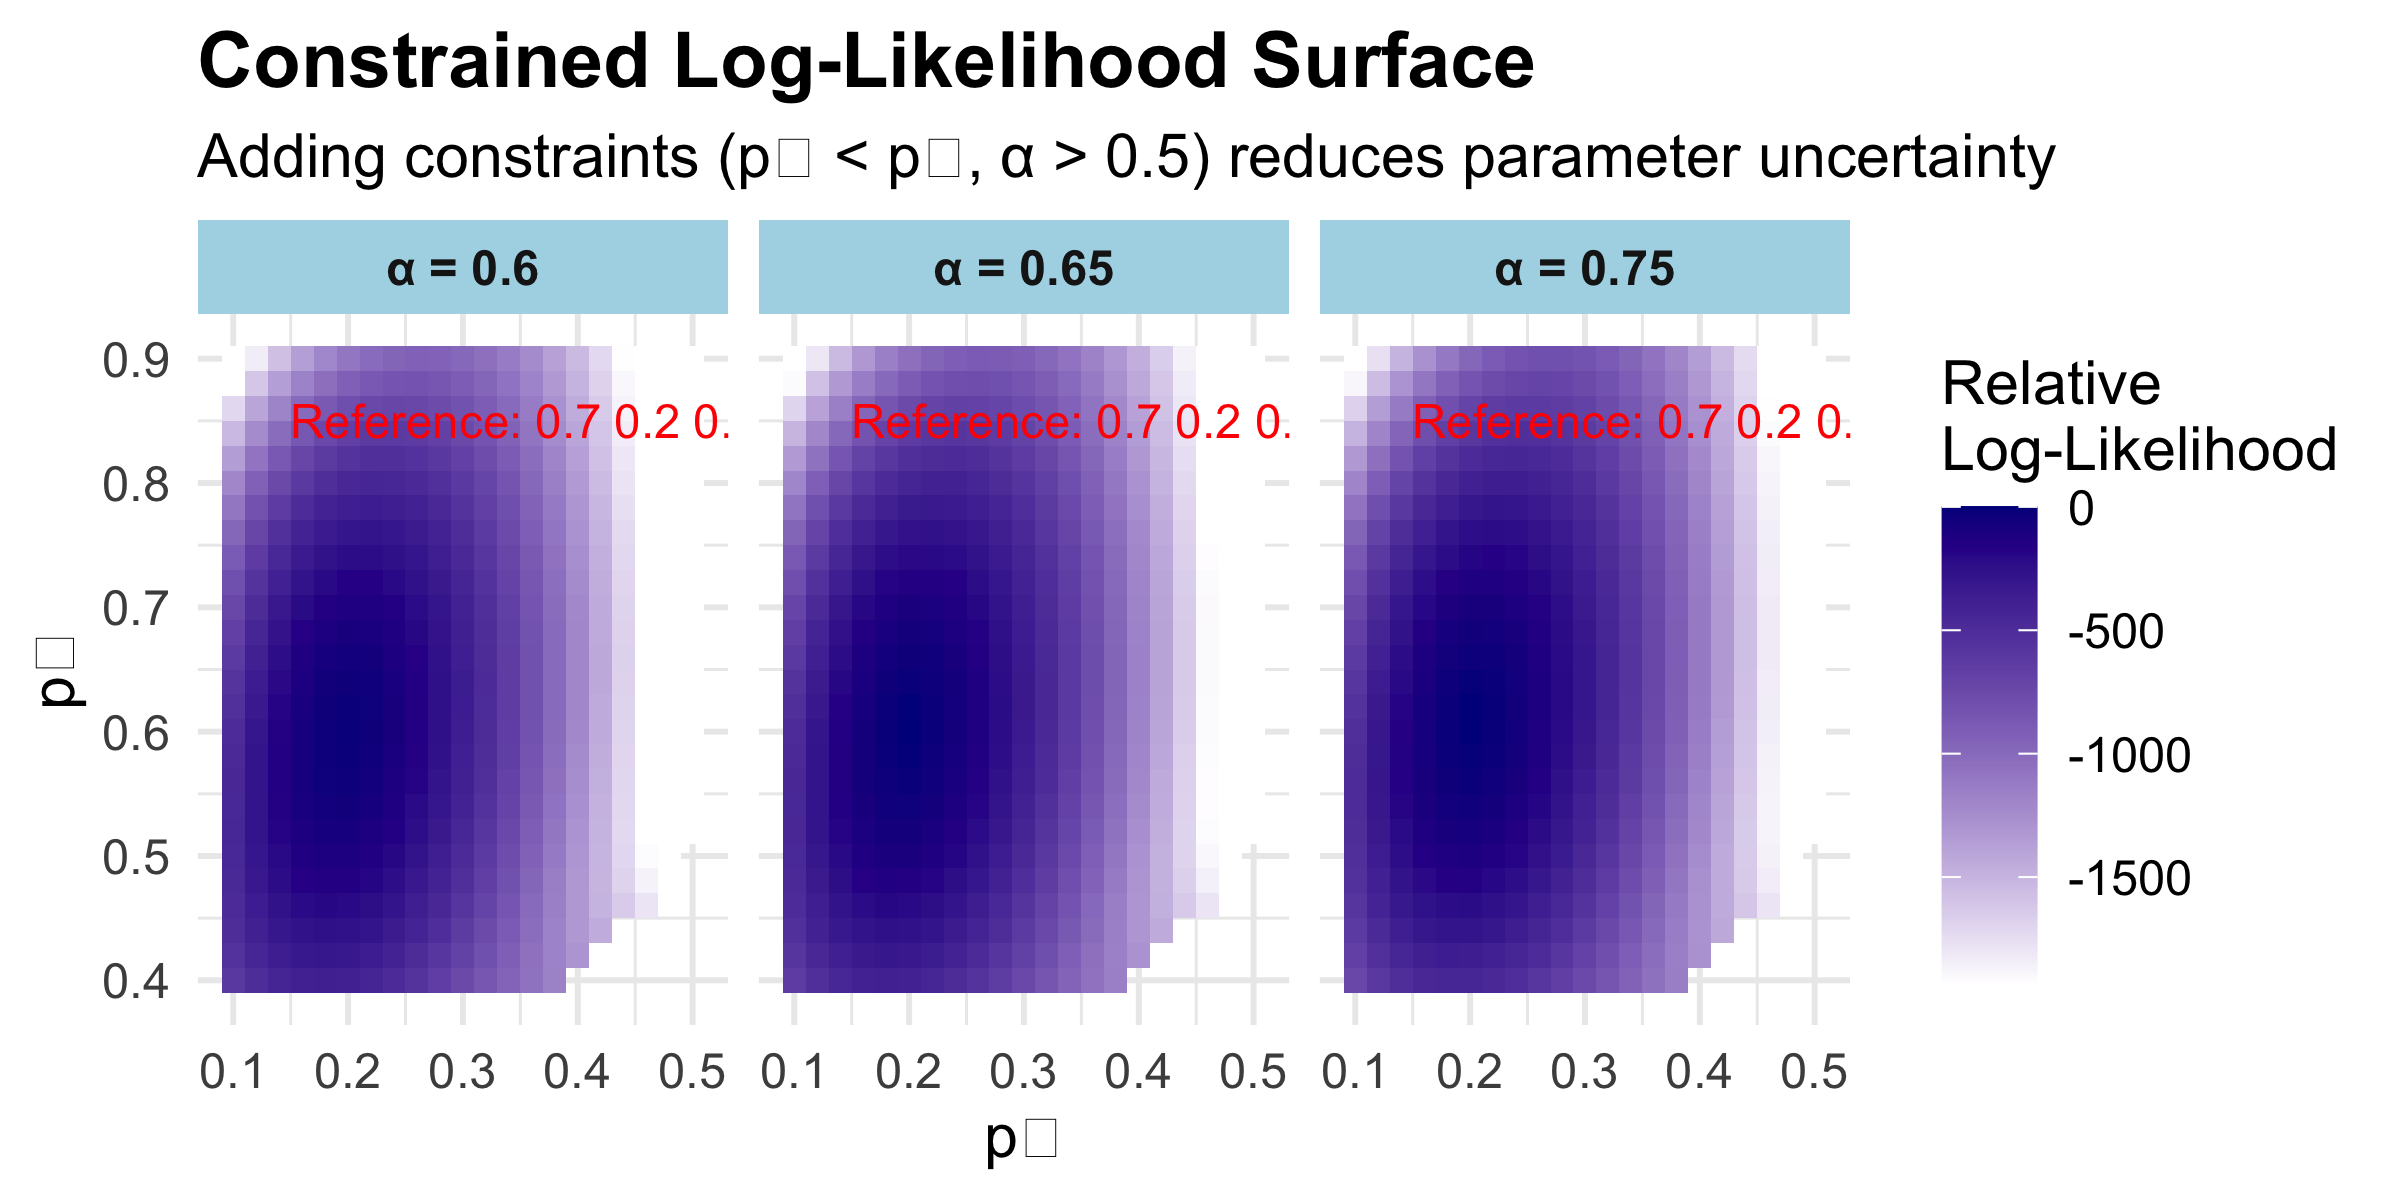 Constrained Log-Likelihood Surface
Adding constraints (p□ < p□, α > 0.5) reduces parameter uncertainty
α = 0.6
α = 0.65
α = 0.75
Reference: 0.7 0.2 0.
Reference: 0.7 0.2 0.
Reference: 0.7 0.2 0.
0.9
0.8
0.7
0.6
0.5
0.4
p□
0.1 0.2 0.3 0.4 0.5
0.1 0.2 0.3 0.4 0.5
0.1 0.2 0.3 0.4 0.5
p□
Relative
Log-Likelihood
0
-500
-1000
-1500